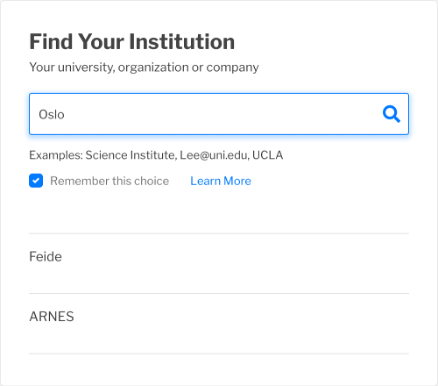 Find Your Institution
Your university, organization or company
Oslo
Examples: Science Institute, Lee@uni.edu, UCLA
Remember this choice Learn More
Feide
ARNES